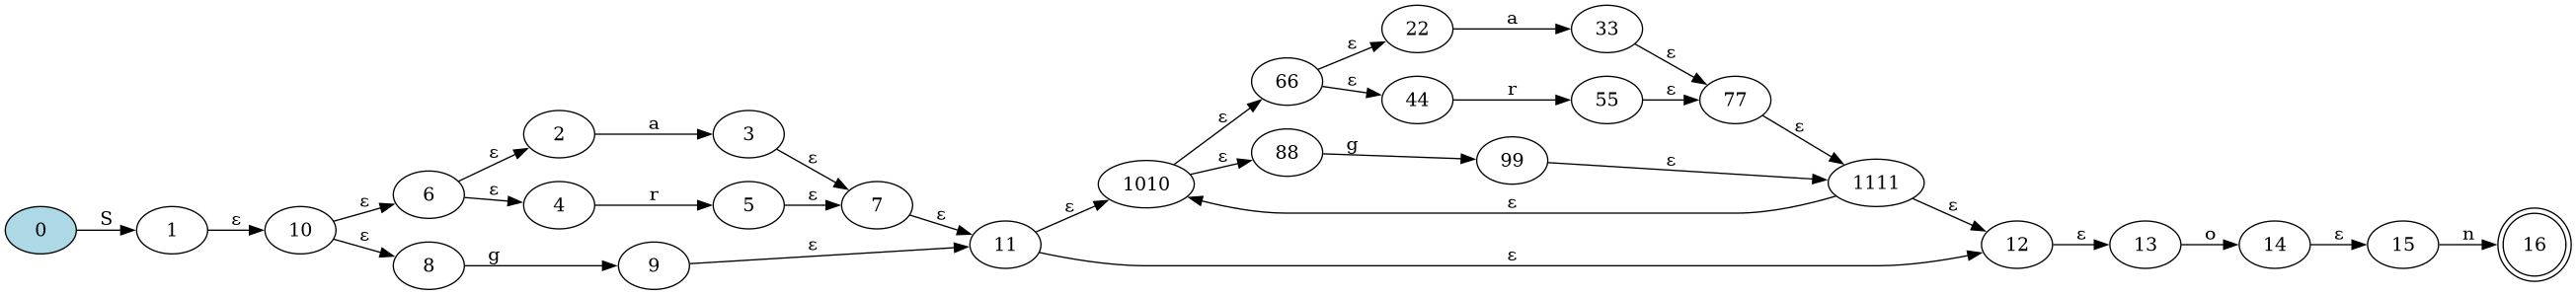 22 a 33
ε ε
66 ε 44 r 55 ε 77
ε ε
2 a 3 88 g 99 ε
ε ε ε 1010 1111
6 ε 4 r 5 ε 7 ε ε ε
0 S 1 ε 10 ε ε 11 ε 12 ε 13 o 14 ε 15 n 16
8 g 9 ε